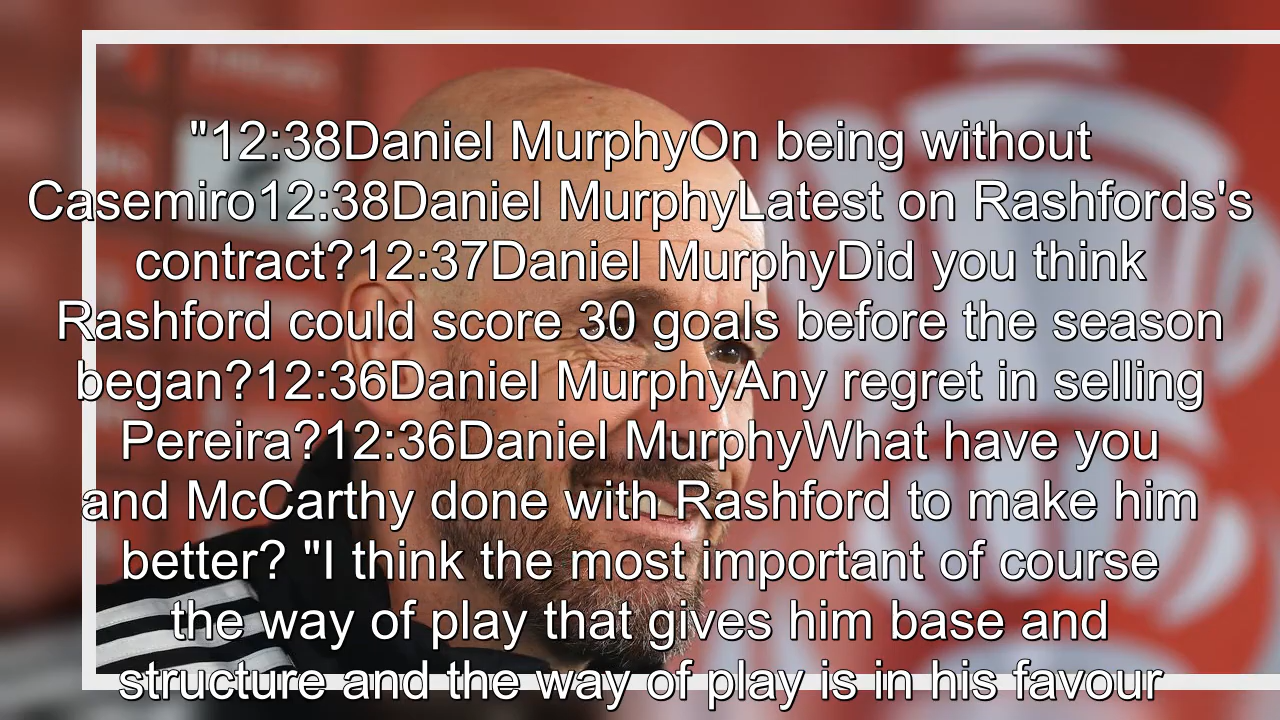 "12:38Daniel MurphyOn being without
Casemiro12:38Daniel MurphyLatest on Rashfords's
contract?12:37Daniel MurphyDid you think
Rashford could score 30 goals before the season
began?12:36Daniel MurphyAny regret in selling
Pereira?12:36Daniel MurphyWhat have you
and McCarthy done with Rashford to make him
better? "I think the most important of course
the way of play that gives him base and
structure and the way of play is in his favour